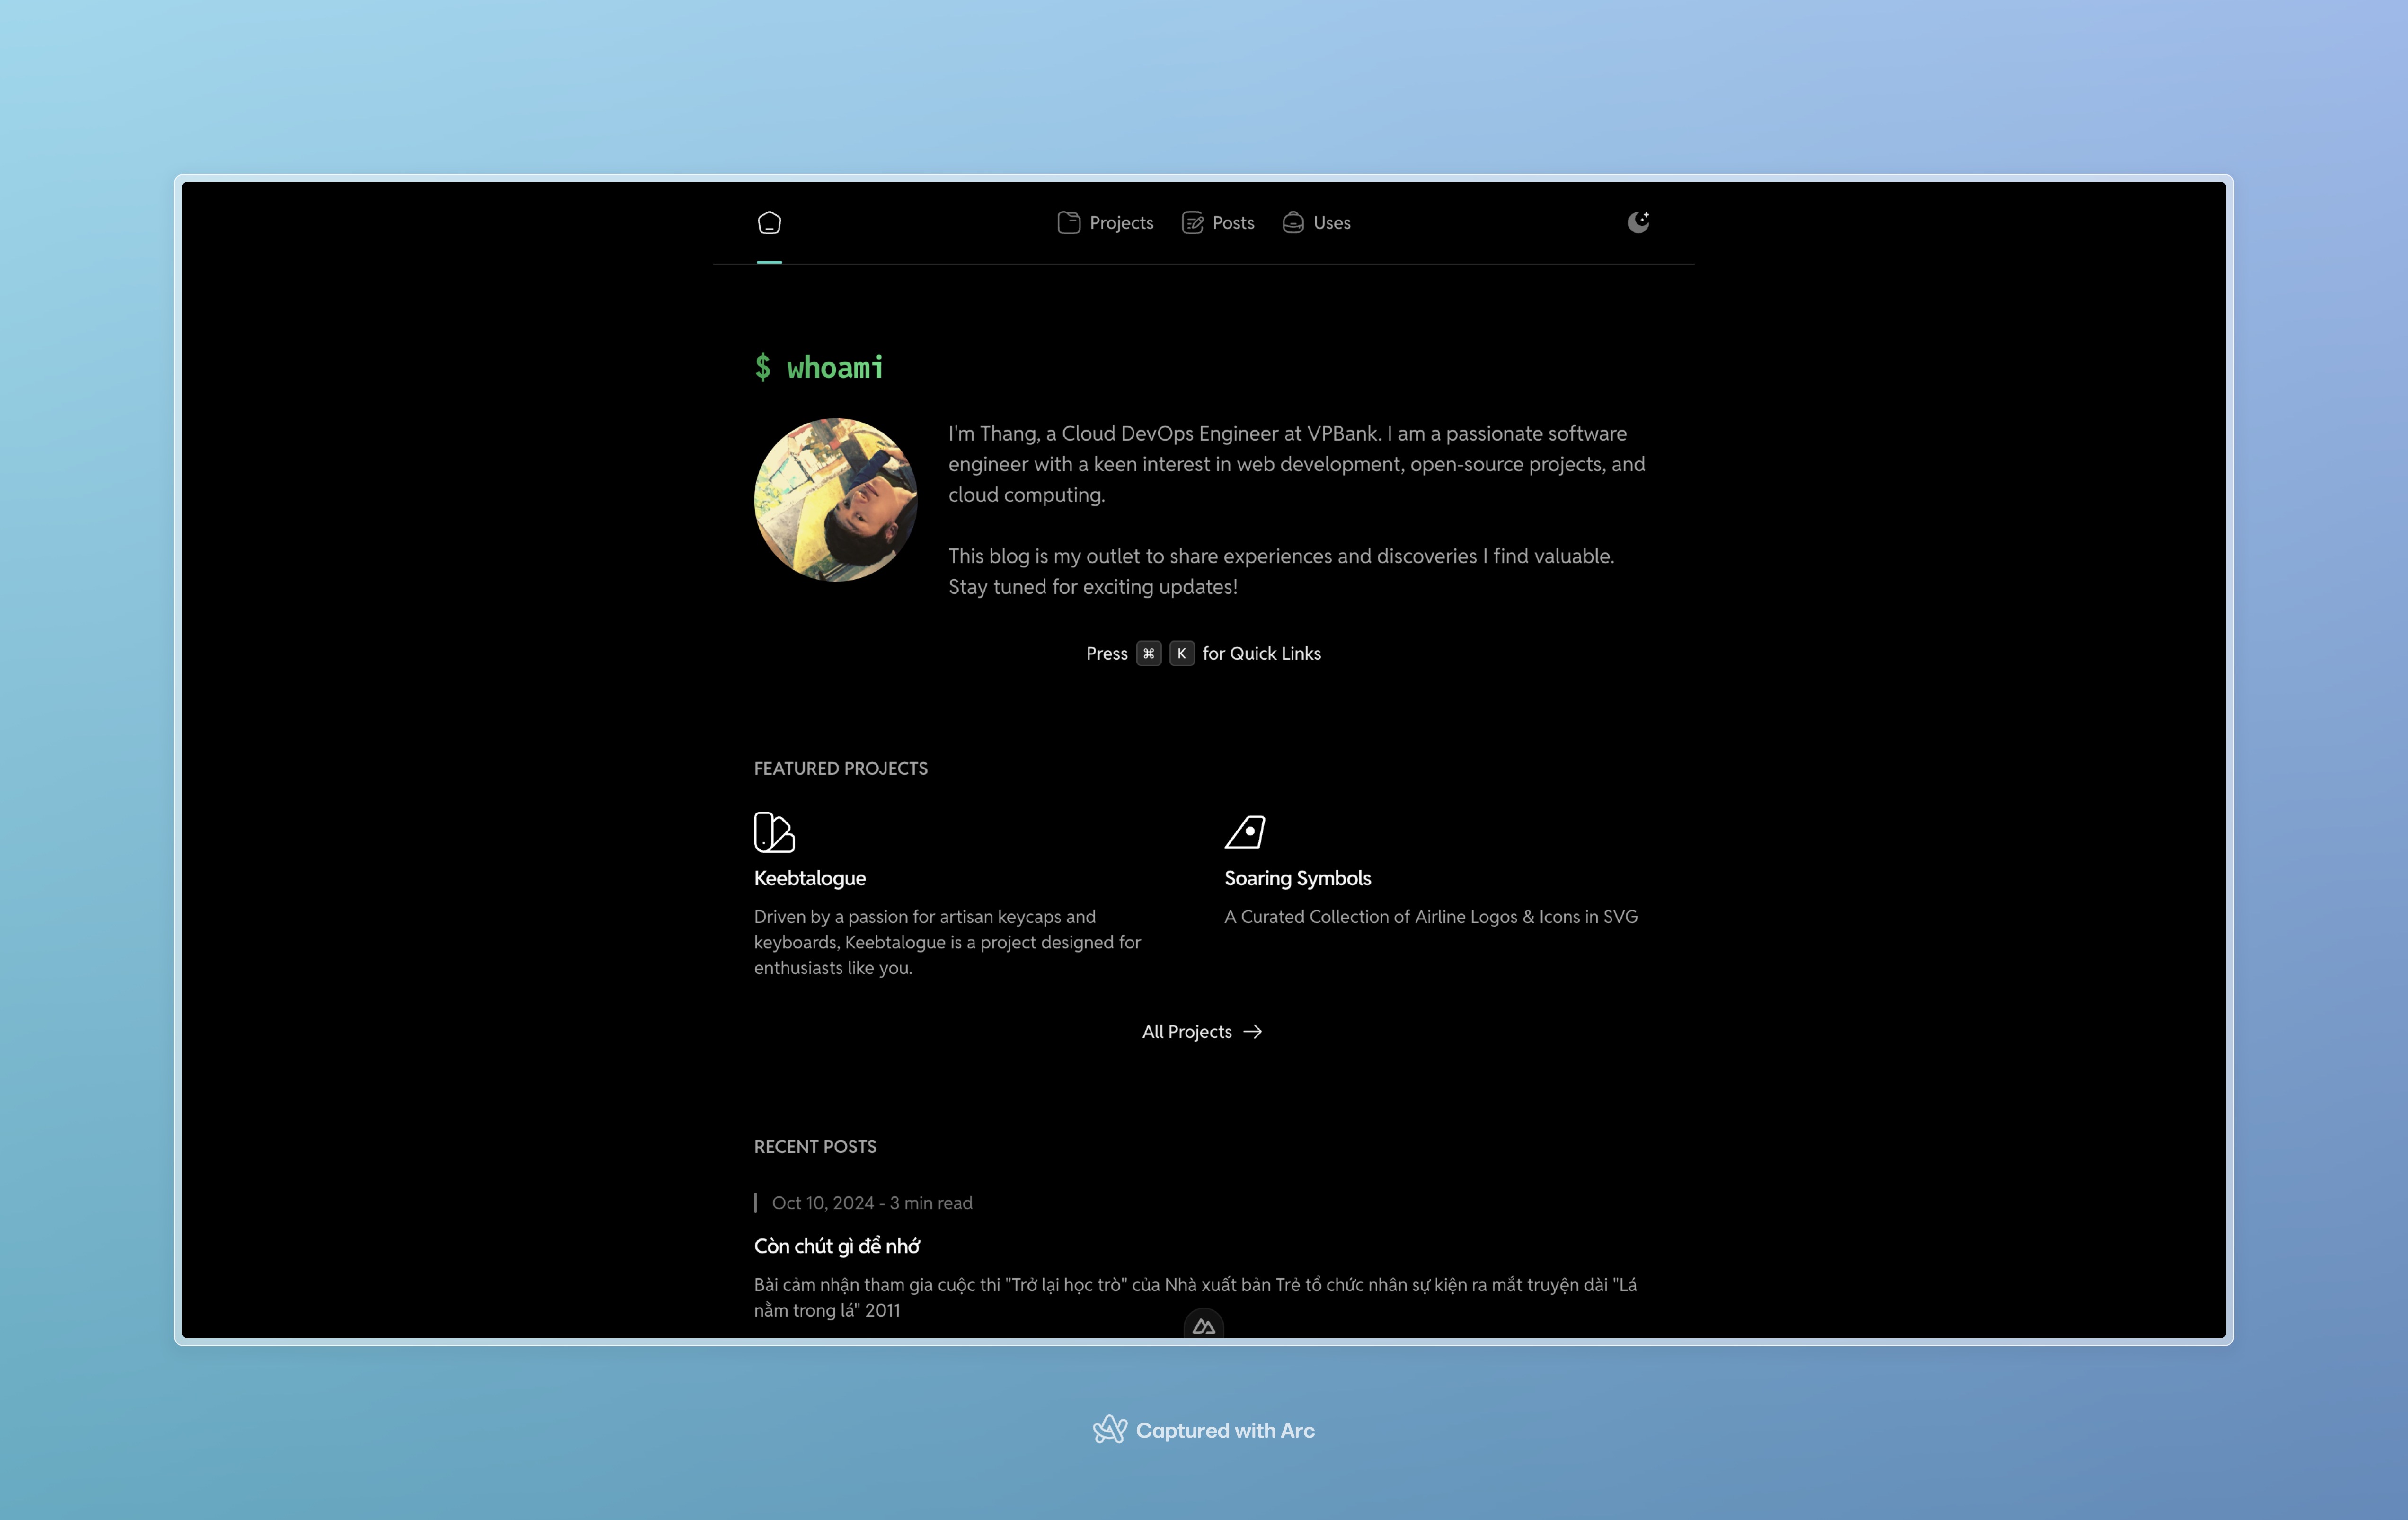 Projects Posts Uses
$ whoami
I'm Thang, a Cloud DevOps Engineer at VPBank. I am a passionate software
engineer with a keen interest in web development, open-source projects, and
cloud computing.
This blog is my outlet to share experiences and discoveries I find valuable.
Stay tuned for exciting updates!
Press ⌘ K for Quick Links
FEATURED PROJECTS
Keebtalogue
Driven by a passion for artisan keycaps and
keyboards, Keebtalogue is a project designed for
enthusiasts like you.
Soaring Symbols
A Curated Collection of Airline Logos & Icons in SVG
All Projects →
RECENT POSTS
Oct 10, 2024 - 3 min read
Còn chút gì để nhớ
Bài cảm nhận tham gia cuộc thi "Trở lại học trò" của Nhà xuất bản Trẻ tổ chức nhân sự kiện ra mắt truyện dài "Lá
nằm trong lá" 2011
Captured with Arc